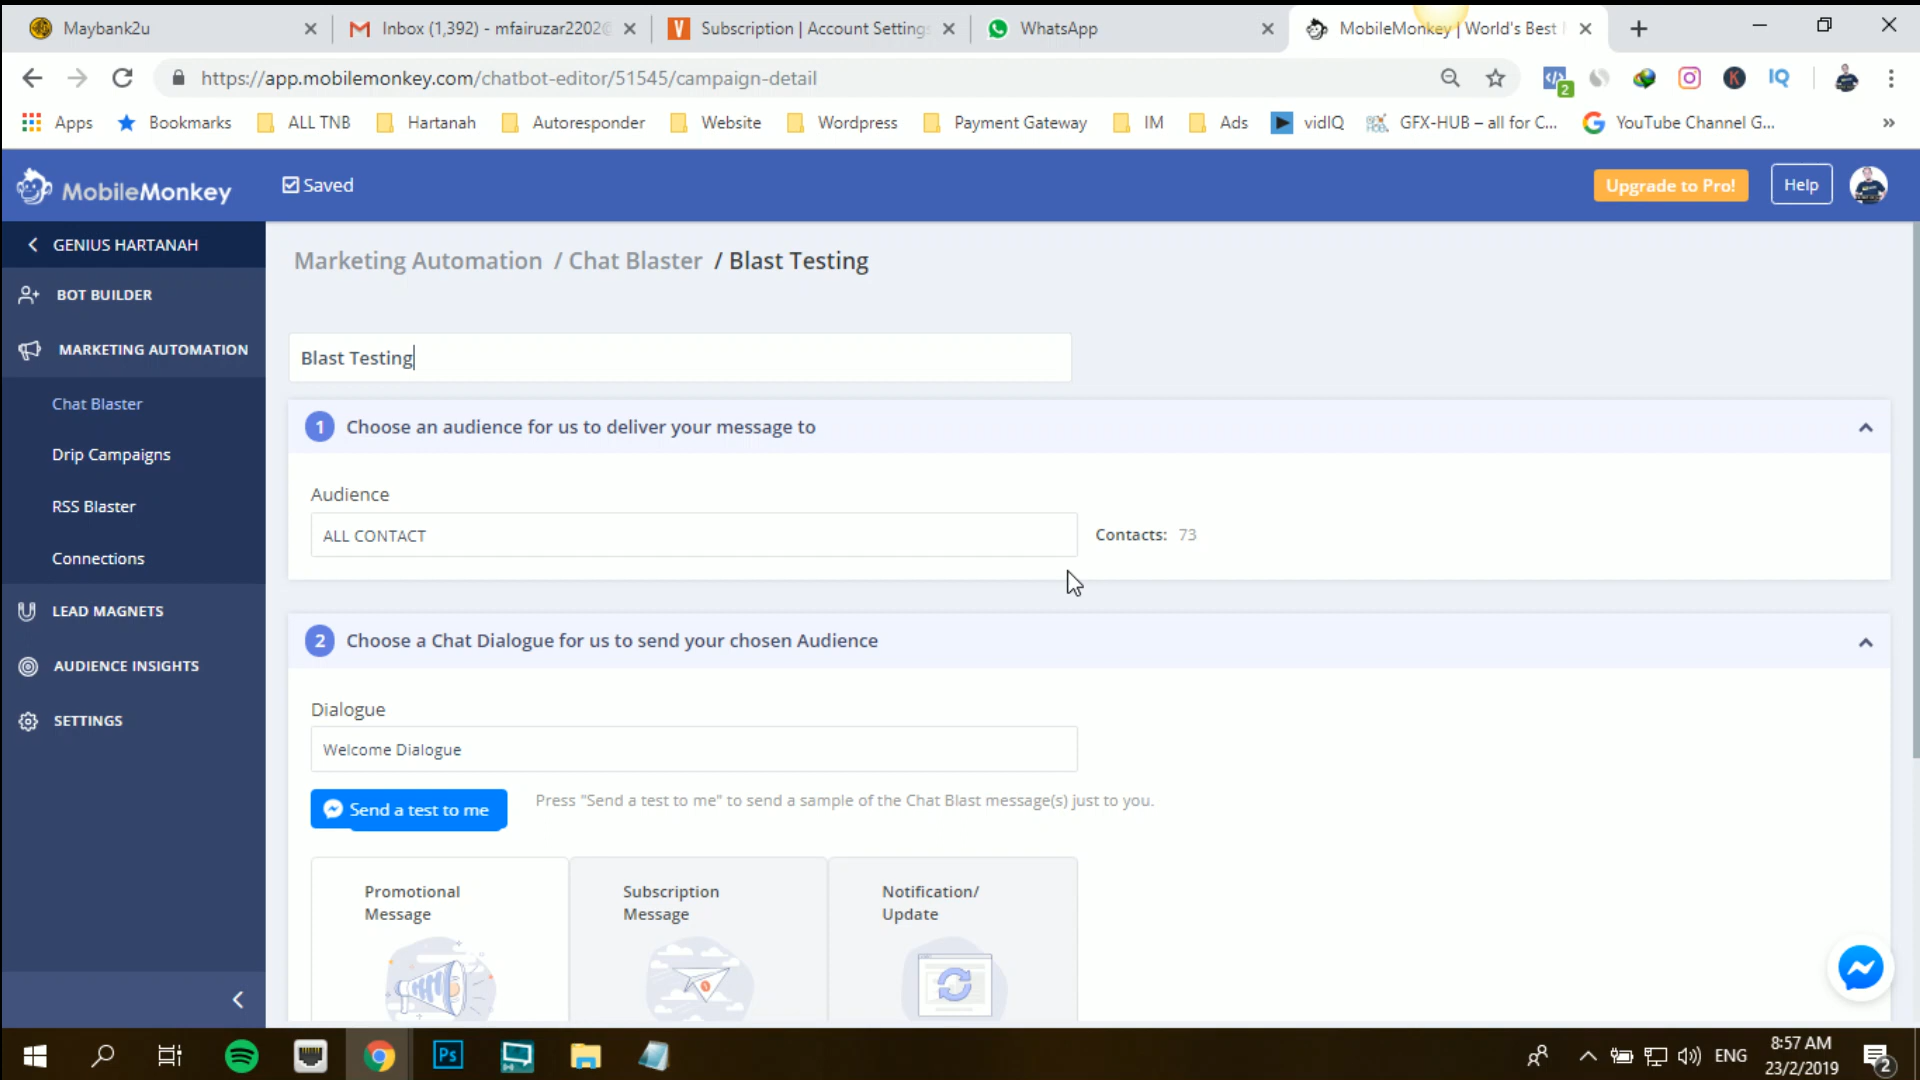 Maybank2u
Inbox (1,392) - mfairuzar2202@
Subscription | Account Settings
WhatsApp
MobileMonkey | World's Best
https://app.mobilemonkey.com/chatbot-editor/51545/campaign-detail
2
IQ
Apps
Bookmarks
ALL TNB
Hartanah
Autoresponder
Website
Wordpress
Payment Gateway
IM
Ads
vidIQ
GFX-HUB – all for C...
YouTube Channel G...
»
MobileMonkey
Saved
Upgrade to Pro!
Help
GENIUS HARTANAH
BOT BUILDER
MARKETING AUTOMATION
Chat Blaster
Drip Campaigns
RSS Blaster
Connections
LEAD MAGNETS
AUDIENCE INSIGHTS
SETTINGS
Marketing Automation / Chat Blaster / Blast Testing
Blast Testing
1 Choose an audience for us to deliver your message to
Audience
ALL CONTACT
Contacts: 73
2 Choose a Chat Dialogue for us to send your chosen Audience
Dialogue
Welcome Dialogue
Send a test to me
Press "Send a test to me" to send a sample of the Chat Blast message(s) just to you.
Promotional
Message
Subscription
Message
Notification/
Update
Ps
ENG
8:57 AM
23/2/2019
2